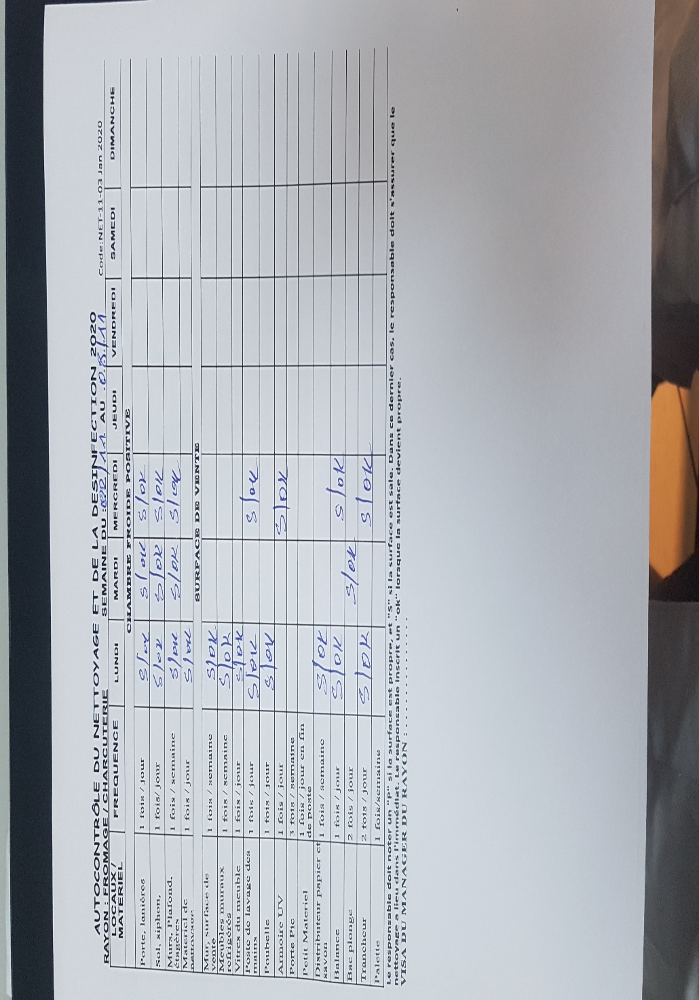 AUTOCONTRÔLE DU NETTOYAGE ET DE LA DESINFECTION 2020
Code:NET-11-03 Jan 2020
RAYON : FROMAGE / CHARCUTERIE SEMAINE DU :02/11 AU 08/11
LOCAUX / MATERIEL FREQUENCE LUNDI MARDI MERCREDI JEUDI VENDREDI SAMEDI DIMANCHE
CHAMBRE FROIDE POSITIVE
Porte, lanières 1 fois / jour S/ok S/ok S/ok
Sol, siphon, 1 fois/ jour S/ok S/ok S/ok
Murs, Plafond, étagères 1 fois / semaine S/ok S/ok S/ok
Materiel de nettoyage 1 fois / jour S/ok
SURFACE DE VENTE
Mur, surface de vente 1 fois / semaine S/ok
Meubles muraux refrigérés 1 fois / semaine S/ok
Vitres du meuble 1 fois / jour S/ok
Poste de lavage des mains 1 fois / jour S/ok S/ok
Poubelle 1 fois / jour S/ok
Armoire UV 1 fois / jour S/ok
Porte Pic 3 fois / semaine
Petit Materiel 1 fois / jour en fin de poste
Distributeur papier et savon 1 fois / semaine S/ok
Balance 1 fois / jour S/ok S/ok
Bac plonge 2 fois / jour S/ok
Trancheur 2 fois / jour S/ok S/ok
Palette 1 fois/semaine
Le responsable doit noter un "P" si la surface est propre, et "S" si la surface est sale. Dans ce dernier cas, le responsable doit s'assurer que le
nettoyage a lieu dans l'immédiat. Le responsable inscrit un "ok" lorsque la surface devient propre.
VISA DU MANAGER DU RAYON : . . . . . . . . . . . . . . .